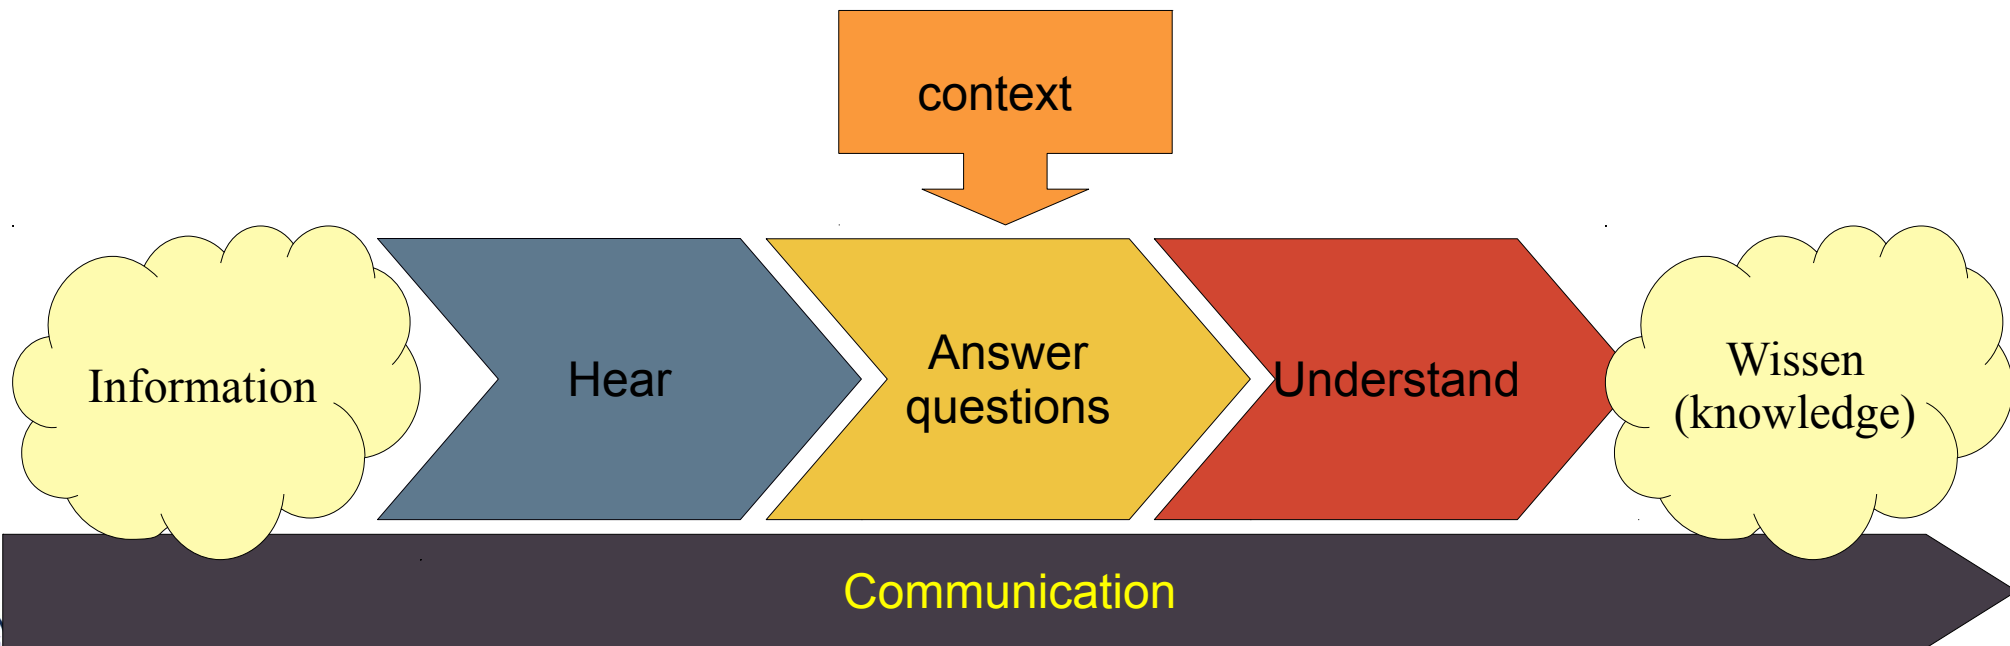 context
Information
Hear
Answer
questions
Understand
Wissen
(knowledge)
Communication